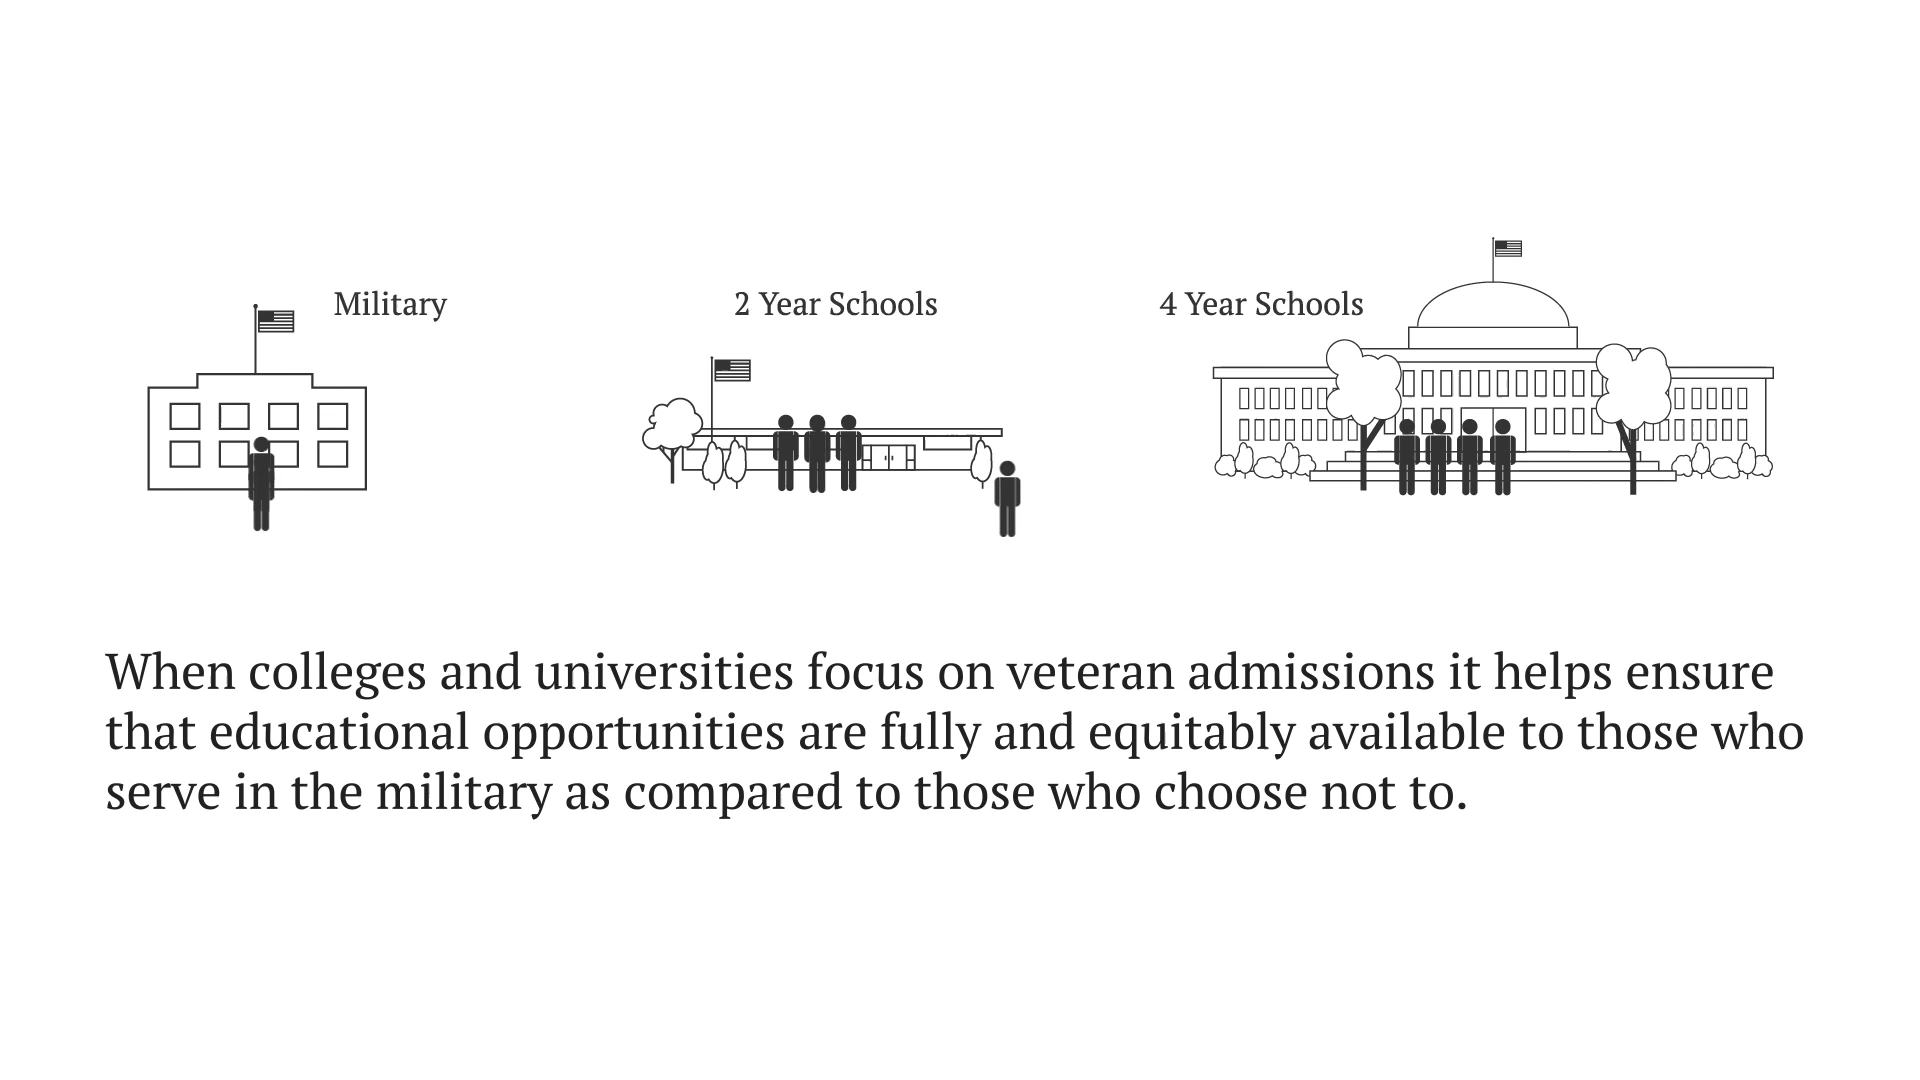 Military
2 Year Schools
4 Year Schools
When colleges and universities focus on veteran admissions it helps ensure
that educational opportunities are fully and equitably available to those who
serve in the military as compared to those who choose not to.